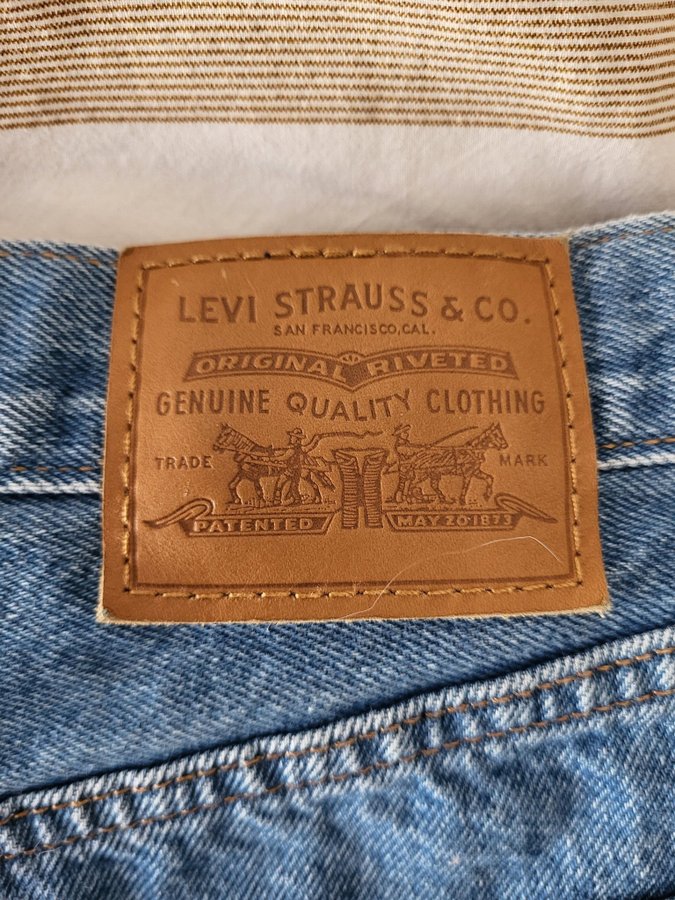 LEVI STRAUSS & CO.
SAN FRANCISCO, CAL.
ORIGINAL RIVETED
GENUINE QUALITY CLOTHING
TRADE MARK
PATENTED MAY 20 1873